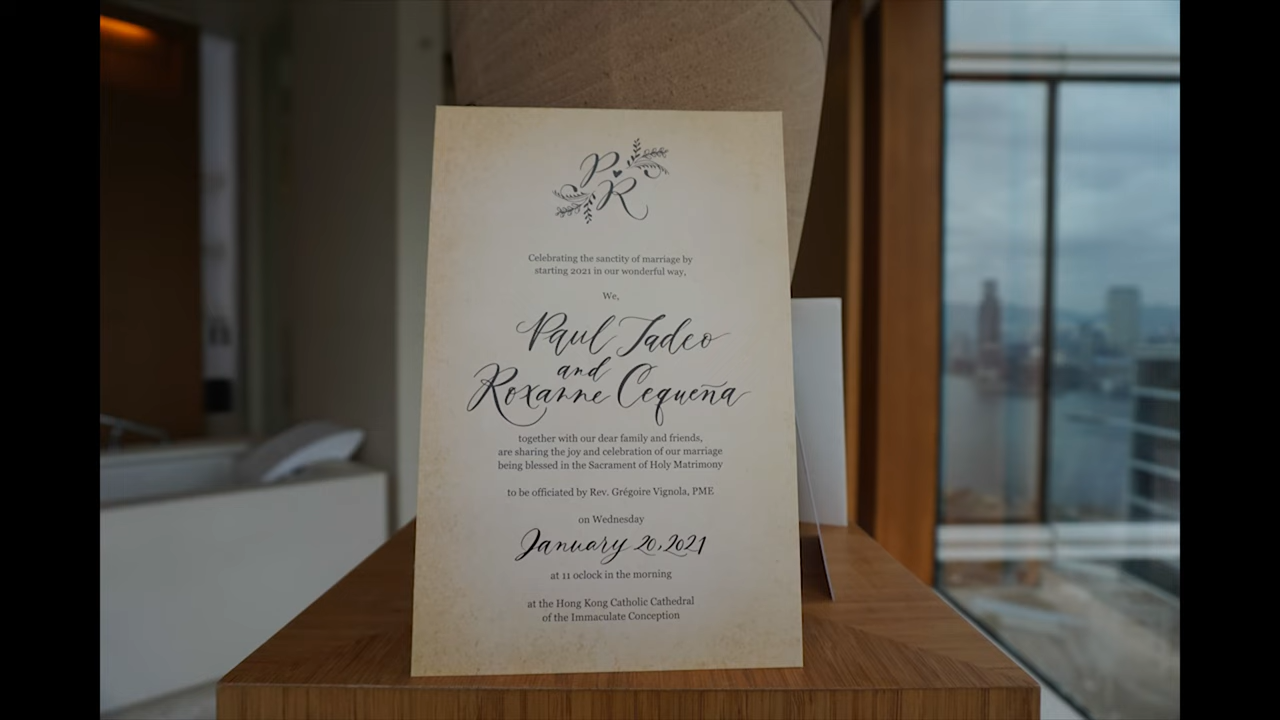 P
R
Celebrating the sanctity of marriage by
starting 2021 in our wonderful way,
We,
Paul Tadeo
and
Roxanne Cequeña
together with our dear family and friends,
are sharing the joy and celebration of our marriage
being blessed in the Sacrament of Holy Matrimony
to be officiated by Rev. Grégoire Vignola, PME
on Wednesday
January 20, 2021
at 11 oclock in the morning
at the Hong Kong Catholic Cathedral
of the Immaculate Conception